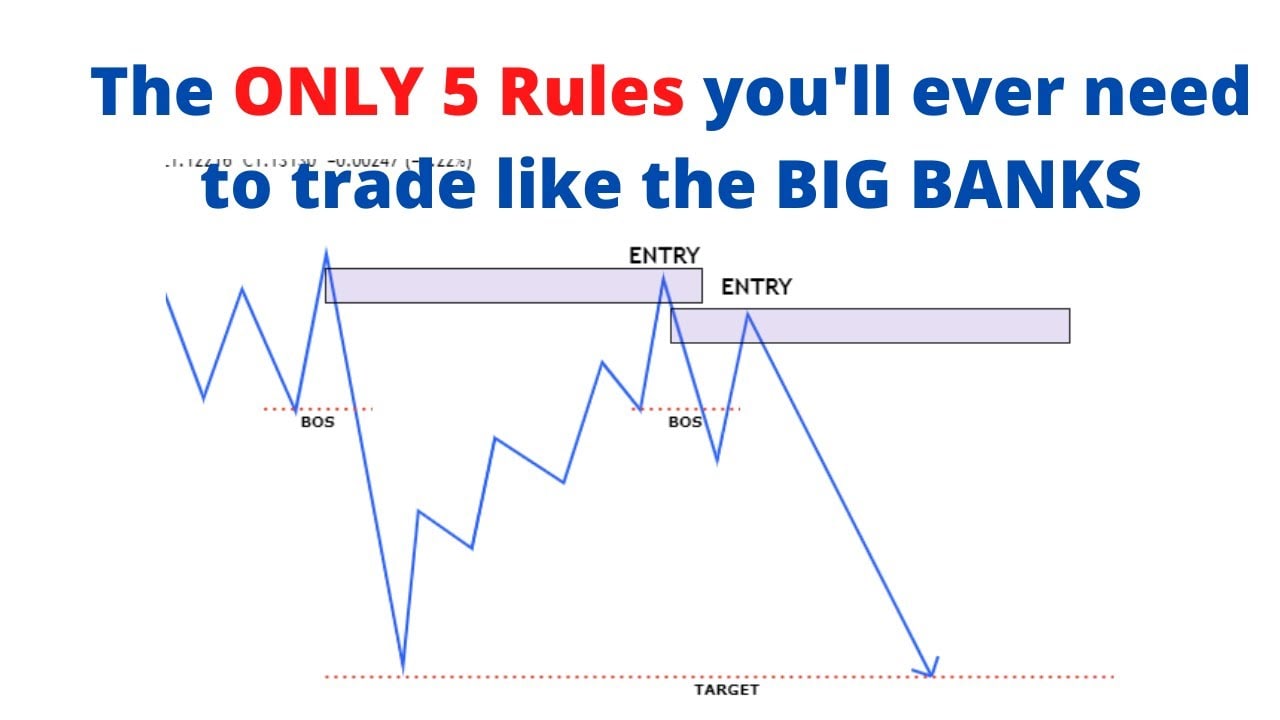 The ONLY 5 Rules you'll ever need
to trade like the BIG BANKS
ENTRY
ENTRY
BOS
BOS
TARGET